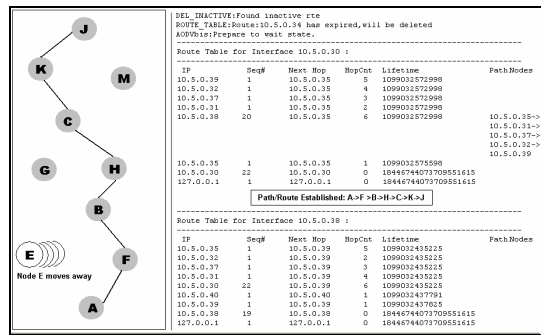 J
K
M
C
G
H
B
E
F
Node E moves away
A
DEL_INACTIVE:Found inactive rte
ROUTE_TABLE:Route:10.5.0.34 has expired,will be deleted
AODVbis:Prepare to wait state.
Route Table for Interface 10.5.0.30 :
IP Seq# Next Hop HopCnt Lifetime PathNodes
10.5.0.39 1 10.5.0.35 5 1099032572998
10.5.0.32 1 10.5.0.35 4 1099032572998
10.5.0.37 1 10.5.0.35 3 1099032572998
10.5.0.31 1 10.5.0.35 2 1099032572998
10.5.0.38 20 10.5.0.35 6 1099032572998 10.5.0.35->
10.5.0.31->
10.5.0.37->
10.5.0.32->
10.5.0.39
10.5.0.35 1 10.5.0.35 1 1099032575598
10.5.0.30 22 10.5.0.30 0 18446744073709551615
127.0.0.1 1 127.0.0.1 0 18446744073709551615
Path/Route Established: A->F >B->H->C->K->J
Route Table for Interface 10.5.0.38 :
IP Seq# Next Hop HopCnt Lifetime PathNodes
10.5.0.35 1 10.5.0.39 5 1099032435225
10.5.0.32 1 10.5.0.39 2 1099032435225
10.5.0.37 1 10.5.0.39 3 1099032435225
10.5.0.31 1 10.5.0.39 4 1099032435225
10.5.0.30 22 10.5.0.39 6 1099032435225
10.5.0.40 1 10.5.0.40 1 1099032437791
10.5.0.39 1 10.5.0.39 1 1099032437825
10.5.0.38 19 10.5.0.38 0 18446744073709551615
127.0.0.1 1 127.0.0.1 0 18446744073709551615